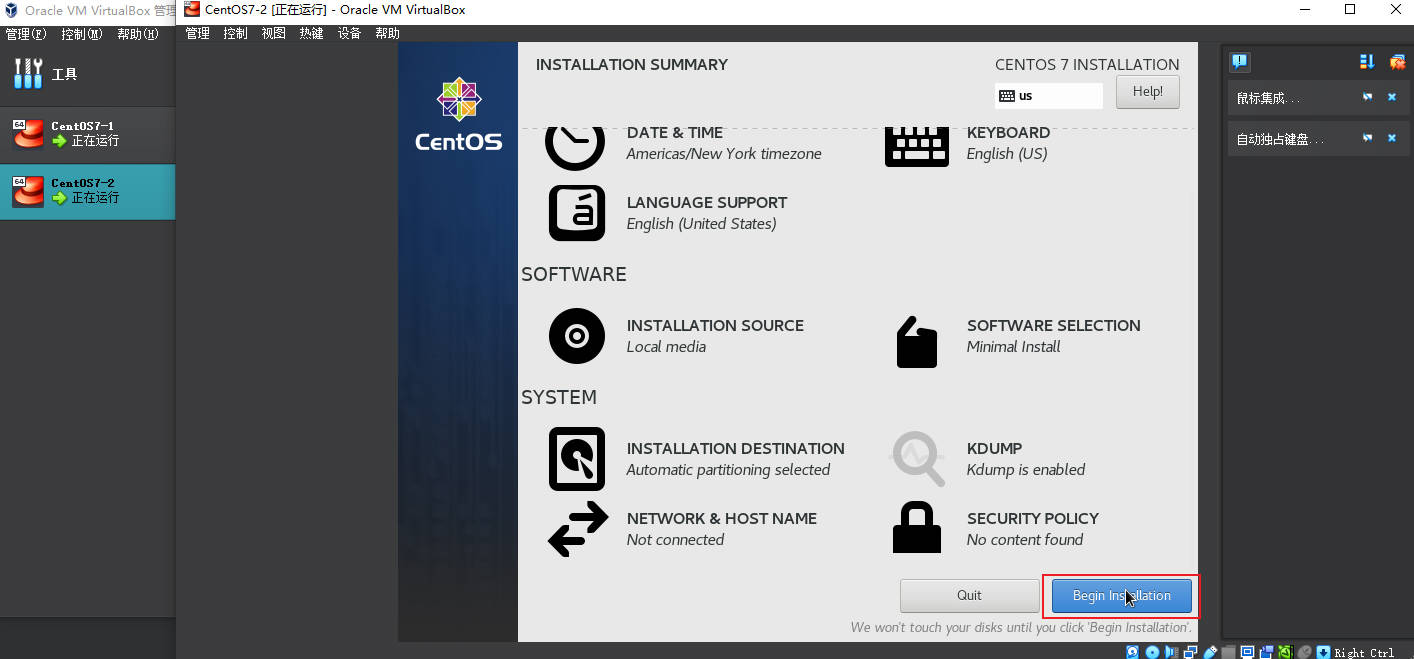 Oracle VM VirtualBox 管理
CentOS7-2 [正在运行] - Oracle VM VirtualBox
管理(F) 控制(M) 帮助(H)
管理 控制 视图 热键 设备 帮助
工具
64
CentOS7-1
正在运行
64
CentOS7-2
正在运行
CentOS
INSTALLATION SUMMARY
CENTOS 7 INSTALLATION
us
Help!
DATE & TIME
Americas/New York timezone
KEYBOARD
English (US)
LANGUAGE SUPPORT
English (United States)
SOFTWARE
INSTALLATION SOURCE
Local media
SOFTWARE SELECTION
Minimal Install
SYSTEM
INSTALLATION DESTINATION
Automatic partitioning selected
KDUMP
Kdump is enabled
NETWORK & HOST NAME
Not connected
SECURITY POLICY
No content found
Quit
Begin Installation
We won't touch your disks until you click 'Begin Installation'.
鼠标集成...
自动独占键盘...
Right Ctrl